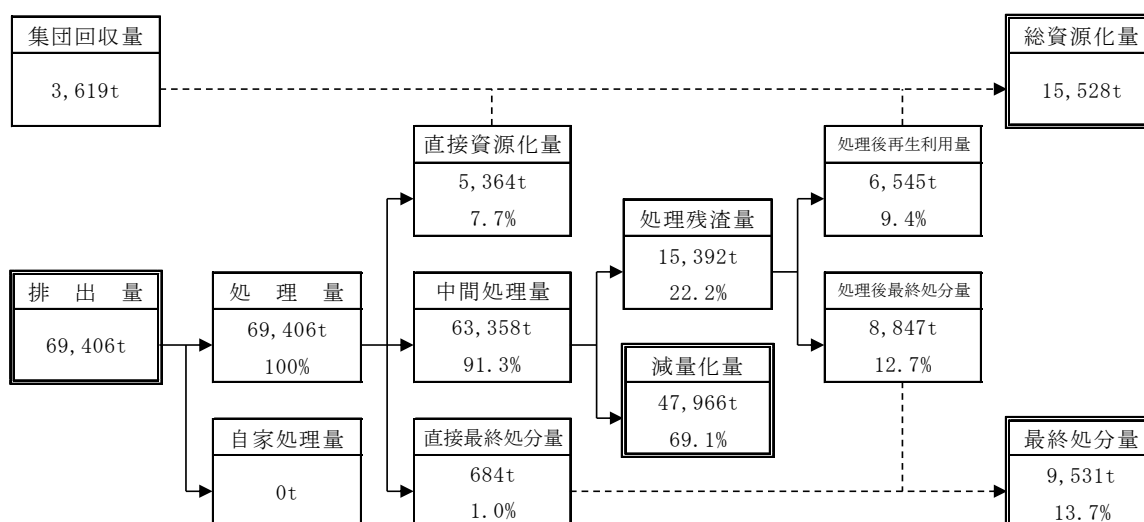 集団回収量
3,619t
総資源化量
15,528t
直接資源化量
5,364t
7.7%
処理後再生利用量
6,545t
9.4%
処理残渣量
15,392t
22.2%
排出量
69,406t
処理量
69,406t
100%
中間処理量
63,358t
91.3%
処理後最終処分量
8,847t
12.7%
減量化量
47,966t
69.1%
自家処理量
0t
直接最終処分量
684t
1.0%
最終処分量
9,531t
13.7%